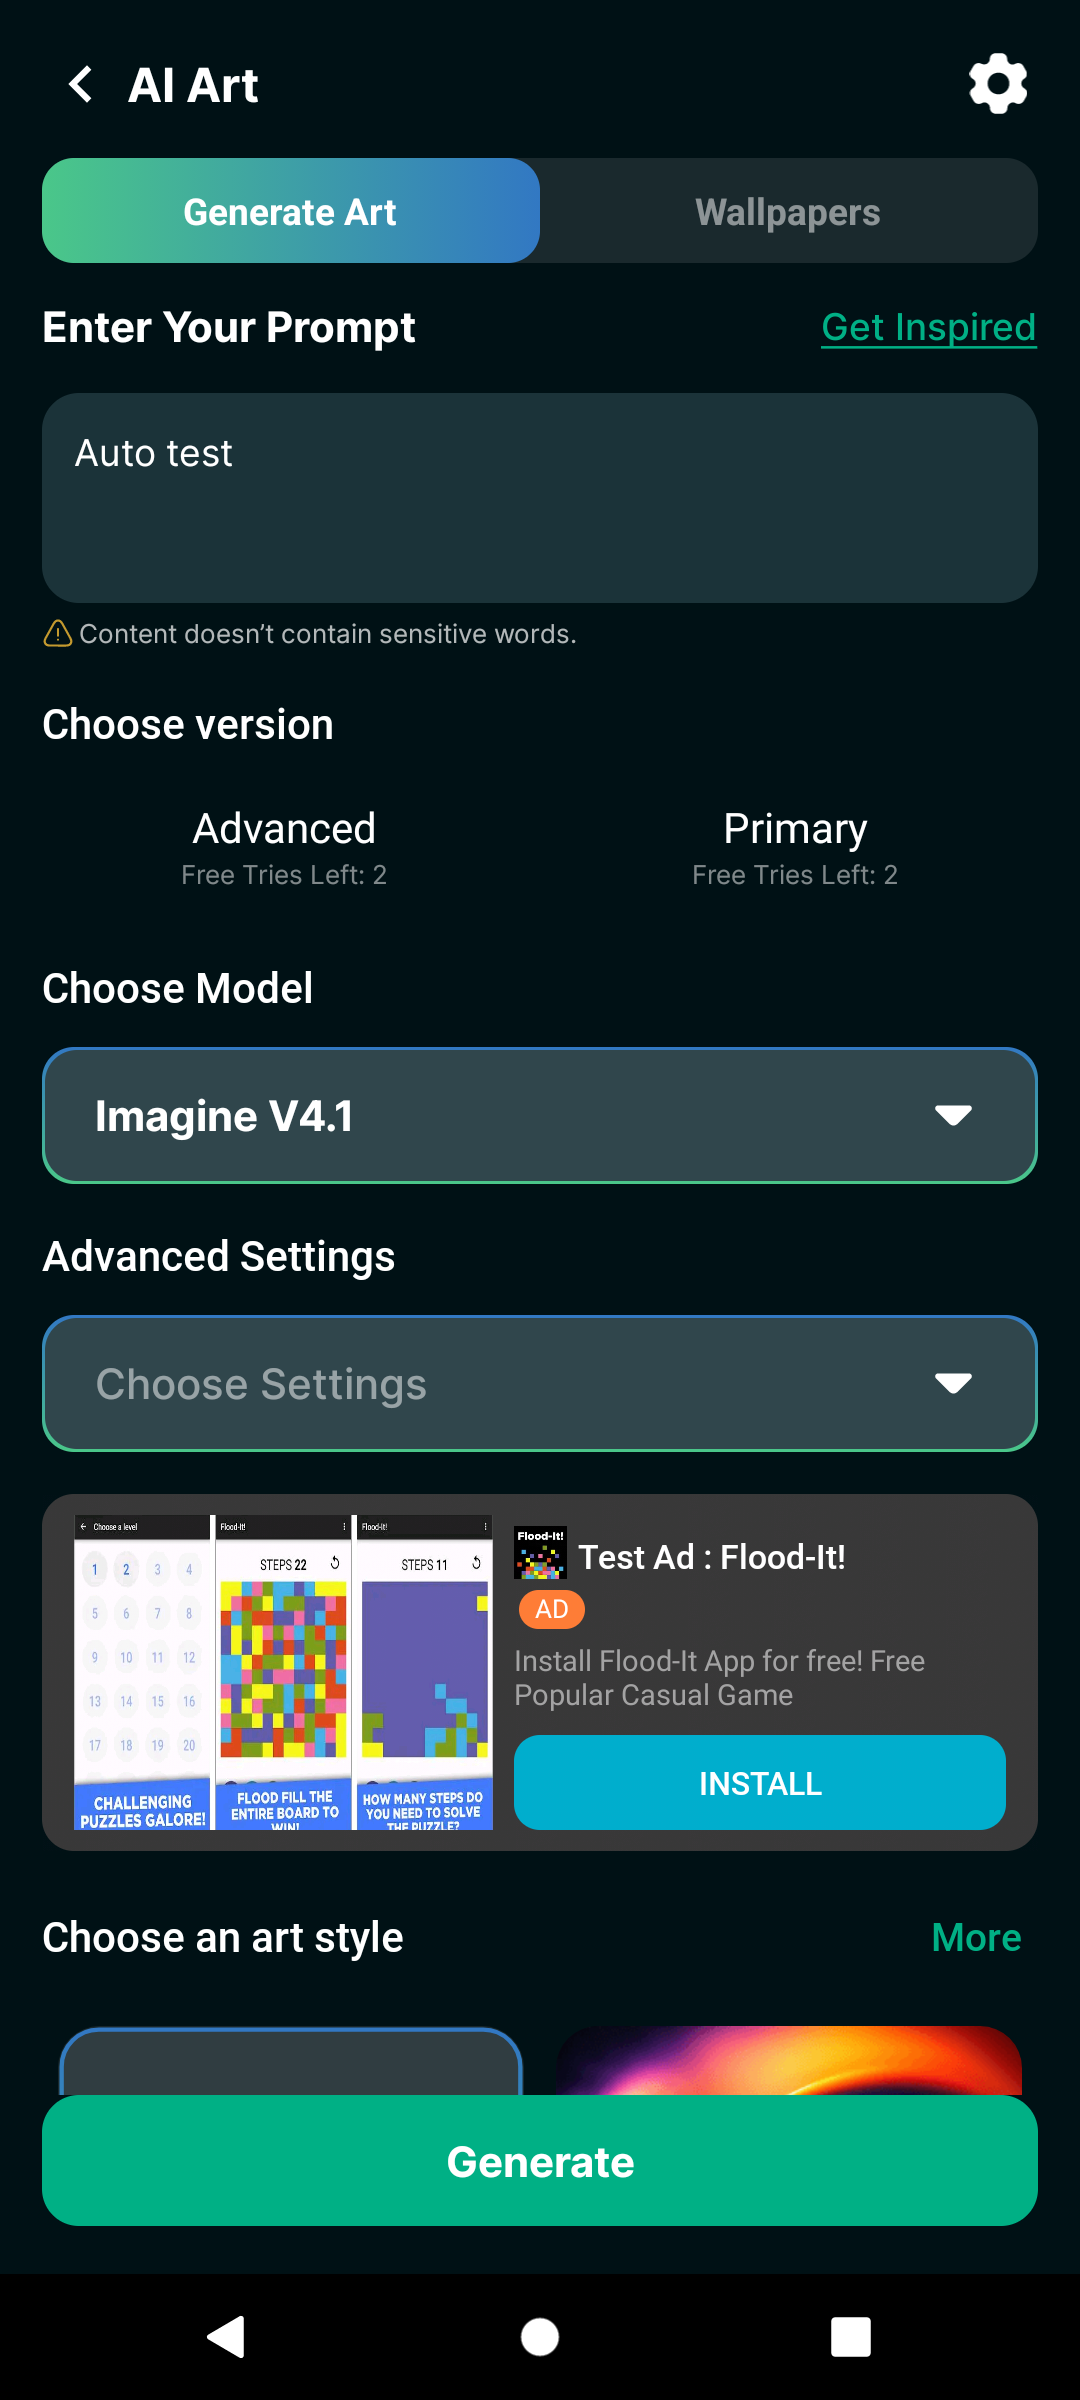 AI Art
Generate Art
Wallpapers
Enter Your Prompt
Get Inspired
Auto test
Content doesn't contain sensitive words.
Choose version
Advanced
Free Tries Left: 2
Primary
Free Tries Left: 2
Choose Model
Imagine V4.1
Advanced Settings
Choose Settings
Choose a level
1 2 3 4
5 6 7 8
9 10 11 12
13 14 15 16
17 18 19 20
CHALLENGING
PUZZLES GALORE!
Flood-It!
STEPS 22
FLOOD FILL THE
ENTIRE BOARD TO
WIN!
Flood-It!
STEPS 11
HOW MANY STEPS DO
YOU NEED TO SOLVE
THE PUZZLE?
Flood-It!
Test Ad : Flood-It!
AD
Install Flood-It App for free! Free
Popular Casual Game
INSTALL
Choose an art style
More
Generate